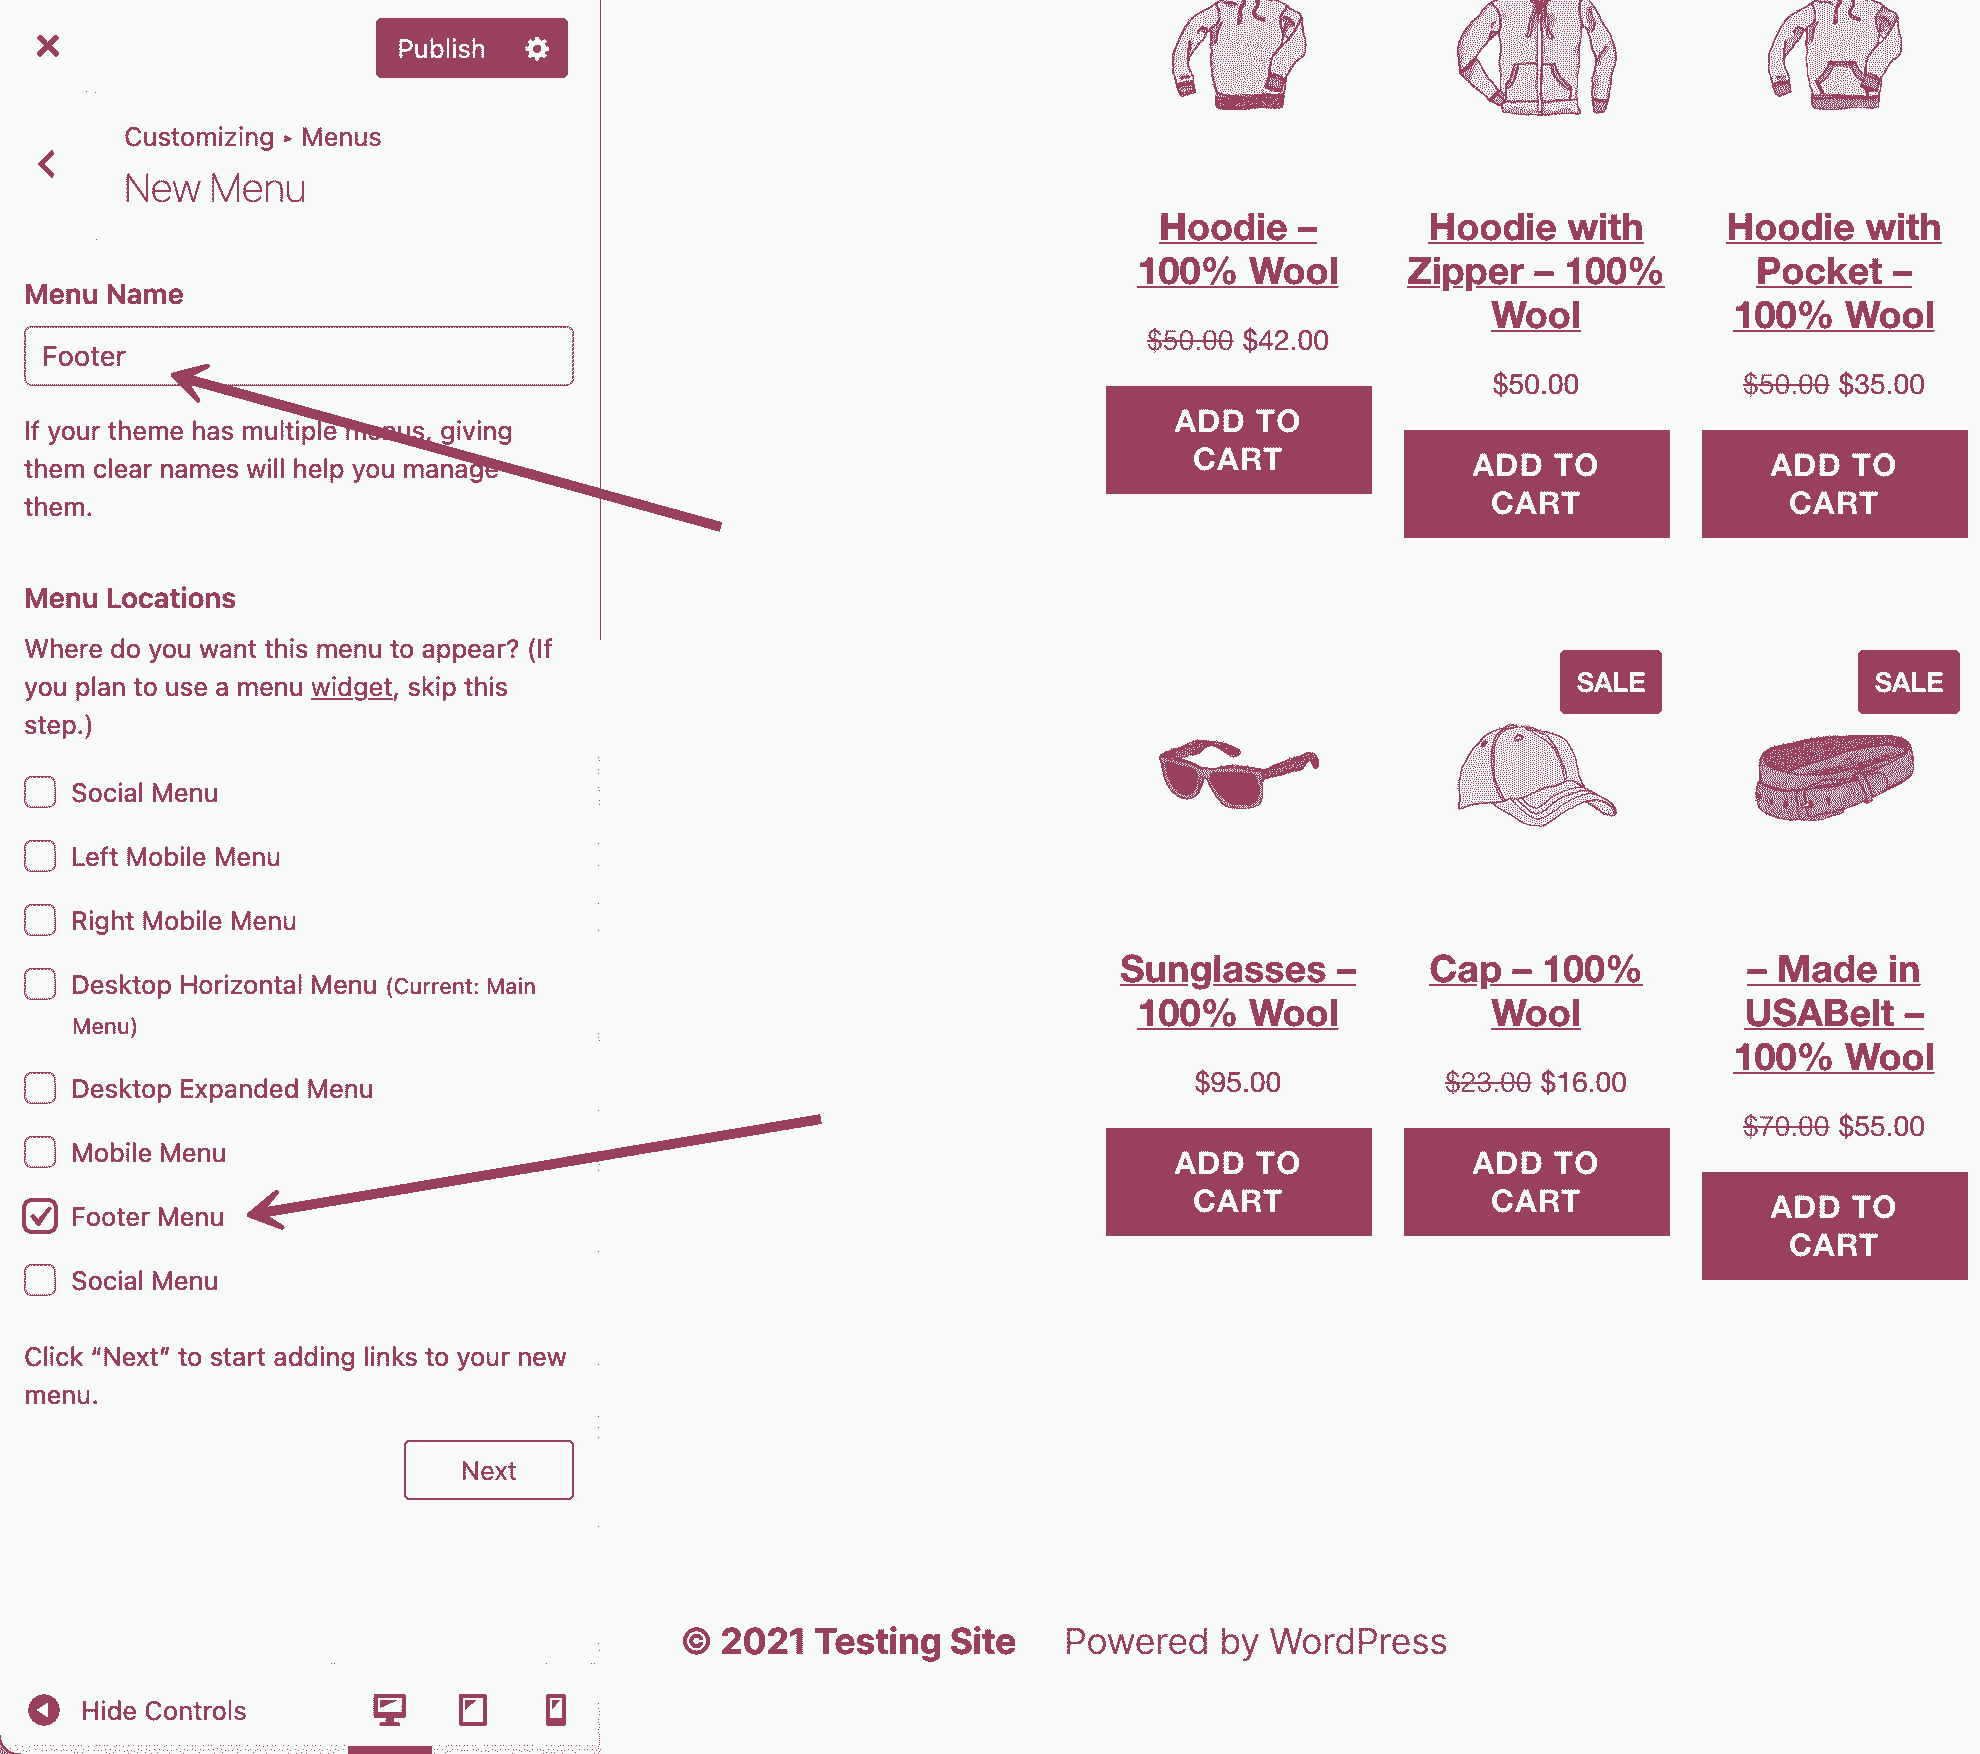 Publish
Customizing ▸ Menus
New Menu
Menu Name
Footer
If your theme has multiple menus, giving
them clear names will help you manage
them.
Menu Locations
Where do you want this menu to appear? (If
you plan to use a menu widget, skip this
step.)
Social Menu
Left Mobile Menu
Right Mobile Menu
Desktop Horizontal Menu (Current: Main
Menu)
Desktop Expanded Menu
Mobile Menu
Footer Menu
Social Menu
Click “Next” to start adding links to your new
menu.
Next
Hide Controls
Hoodie –
100% Wool
$50.00 $42.00
ADD TO
CART
Hoodie with
Zipper – 100%
Wool
$50.00
ADD TO
CART
Hoodie with
Pocket –
100% Wool
$50.00 $35.00
ADD TO
CART
Sunglasses –
100% Wool
$95.00
ADD TO
CART
SALE
Cap – 100%
Wool
$23.00 $16.00
ADD TO
CART
SALE
– Made in
USABelt –
100% Wool
$70.00 $55.00
ADD TO
CART
© 2021 Testing Site Powered by WordPress